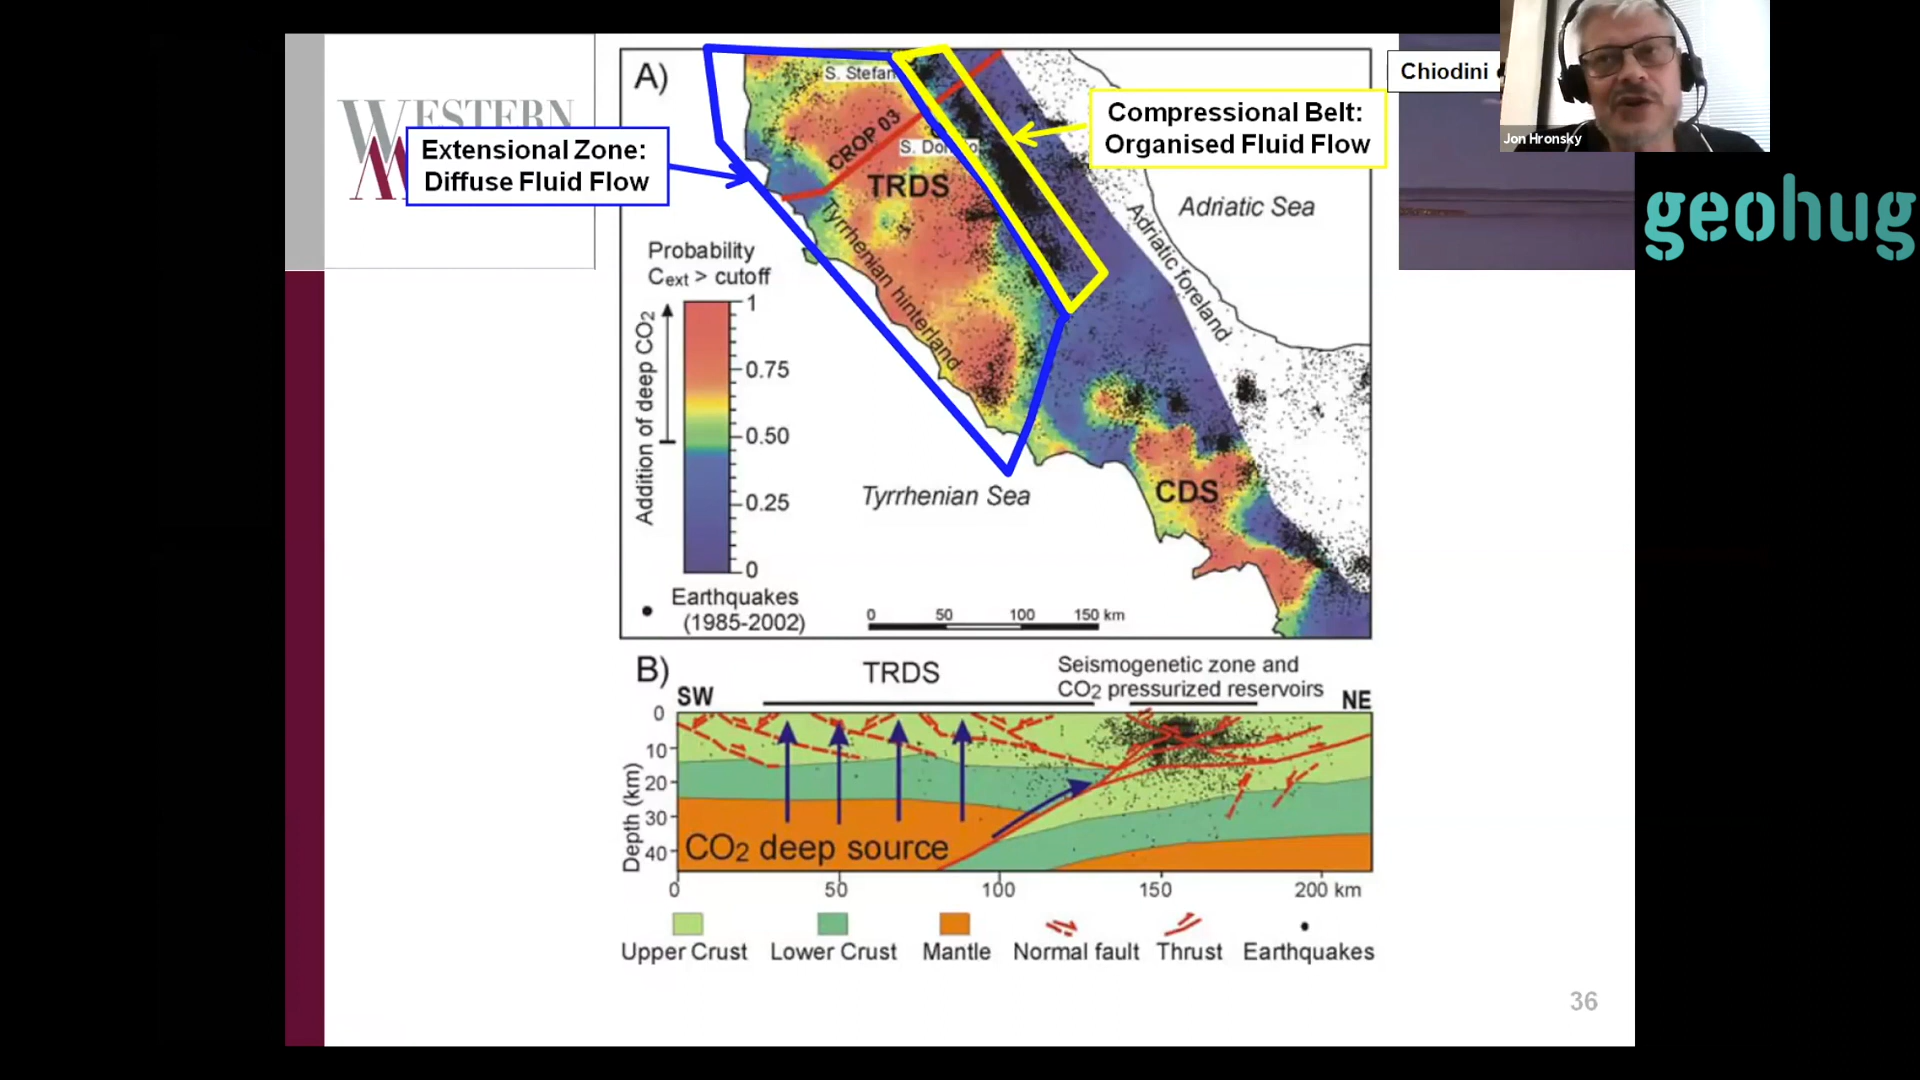 WESTERN
Extensional Zone:
Diffuse Fluid Flow
A)
S. Stefan
CROP 03
TRDS
Tyrrhenian hinterland
Compressional Belt:
Organised Fluid Flow
Chiodini
Jon Hronsky
geohug
Adriatic Sea
Adriatic foreland
Probability
Cext > cutoff
Addition of deep CO2
1
0.75
0.50
0.25
0
Tyrrhenian Sea
CDS
Earthquakes
(1985-2002)
0 50 100 150 km
B)
TRDS
Seismogenetic zone and
CO2 pressurized reservoirs
SW
NE
Depth (km)
0
10
20
30
40
CO2 deep source
0 50 100 150 200 km
Upper Crust Lower Crust Mantle Normal fault Thrust Earthquakes
36